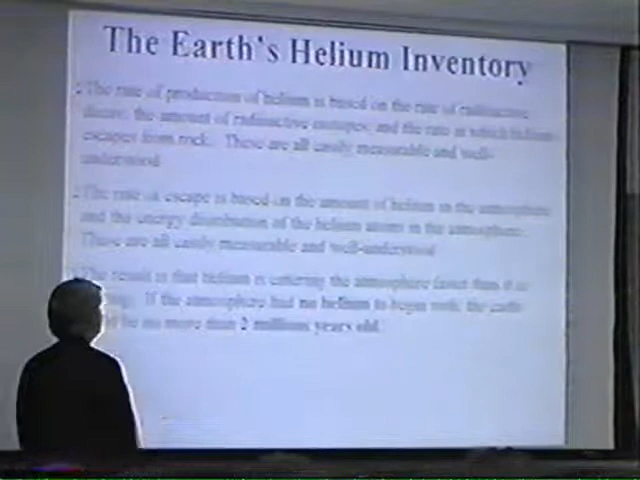 The Earth's Helium Inventory
The rate of production of helium is based on the rate of radioactive
decay, the amount of radioactive isotopes, and the rate at which helium
escapes from rock. These are all easily measurable and well-
understood.
The rate of escape is based on the amount of helium in the atmosphere
and the energy distribution of the helium atoms in the atmosphere.
These are all easily measurable and well-understood.
The result is that helium is entering the atmosphere faster than it is
If the atmosphere had no helium to begin with, the earth
be no more than 2 millions years old.